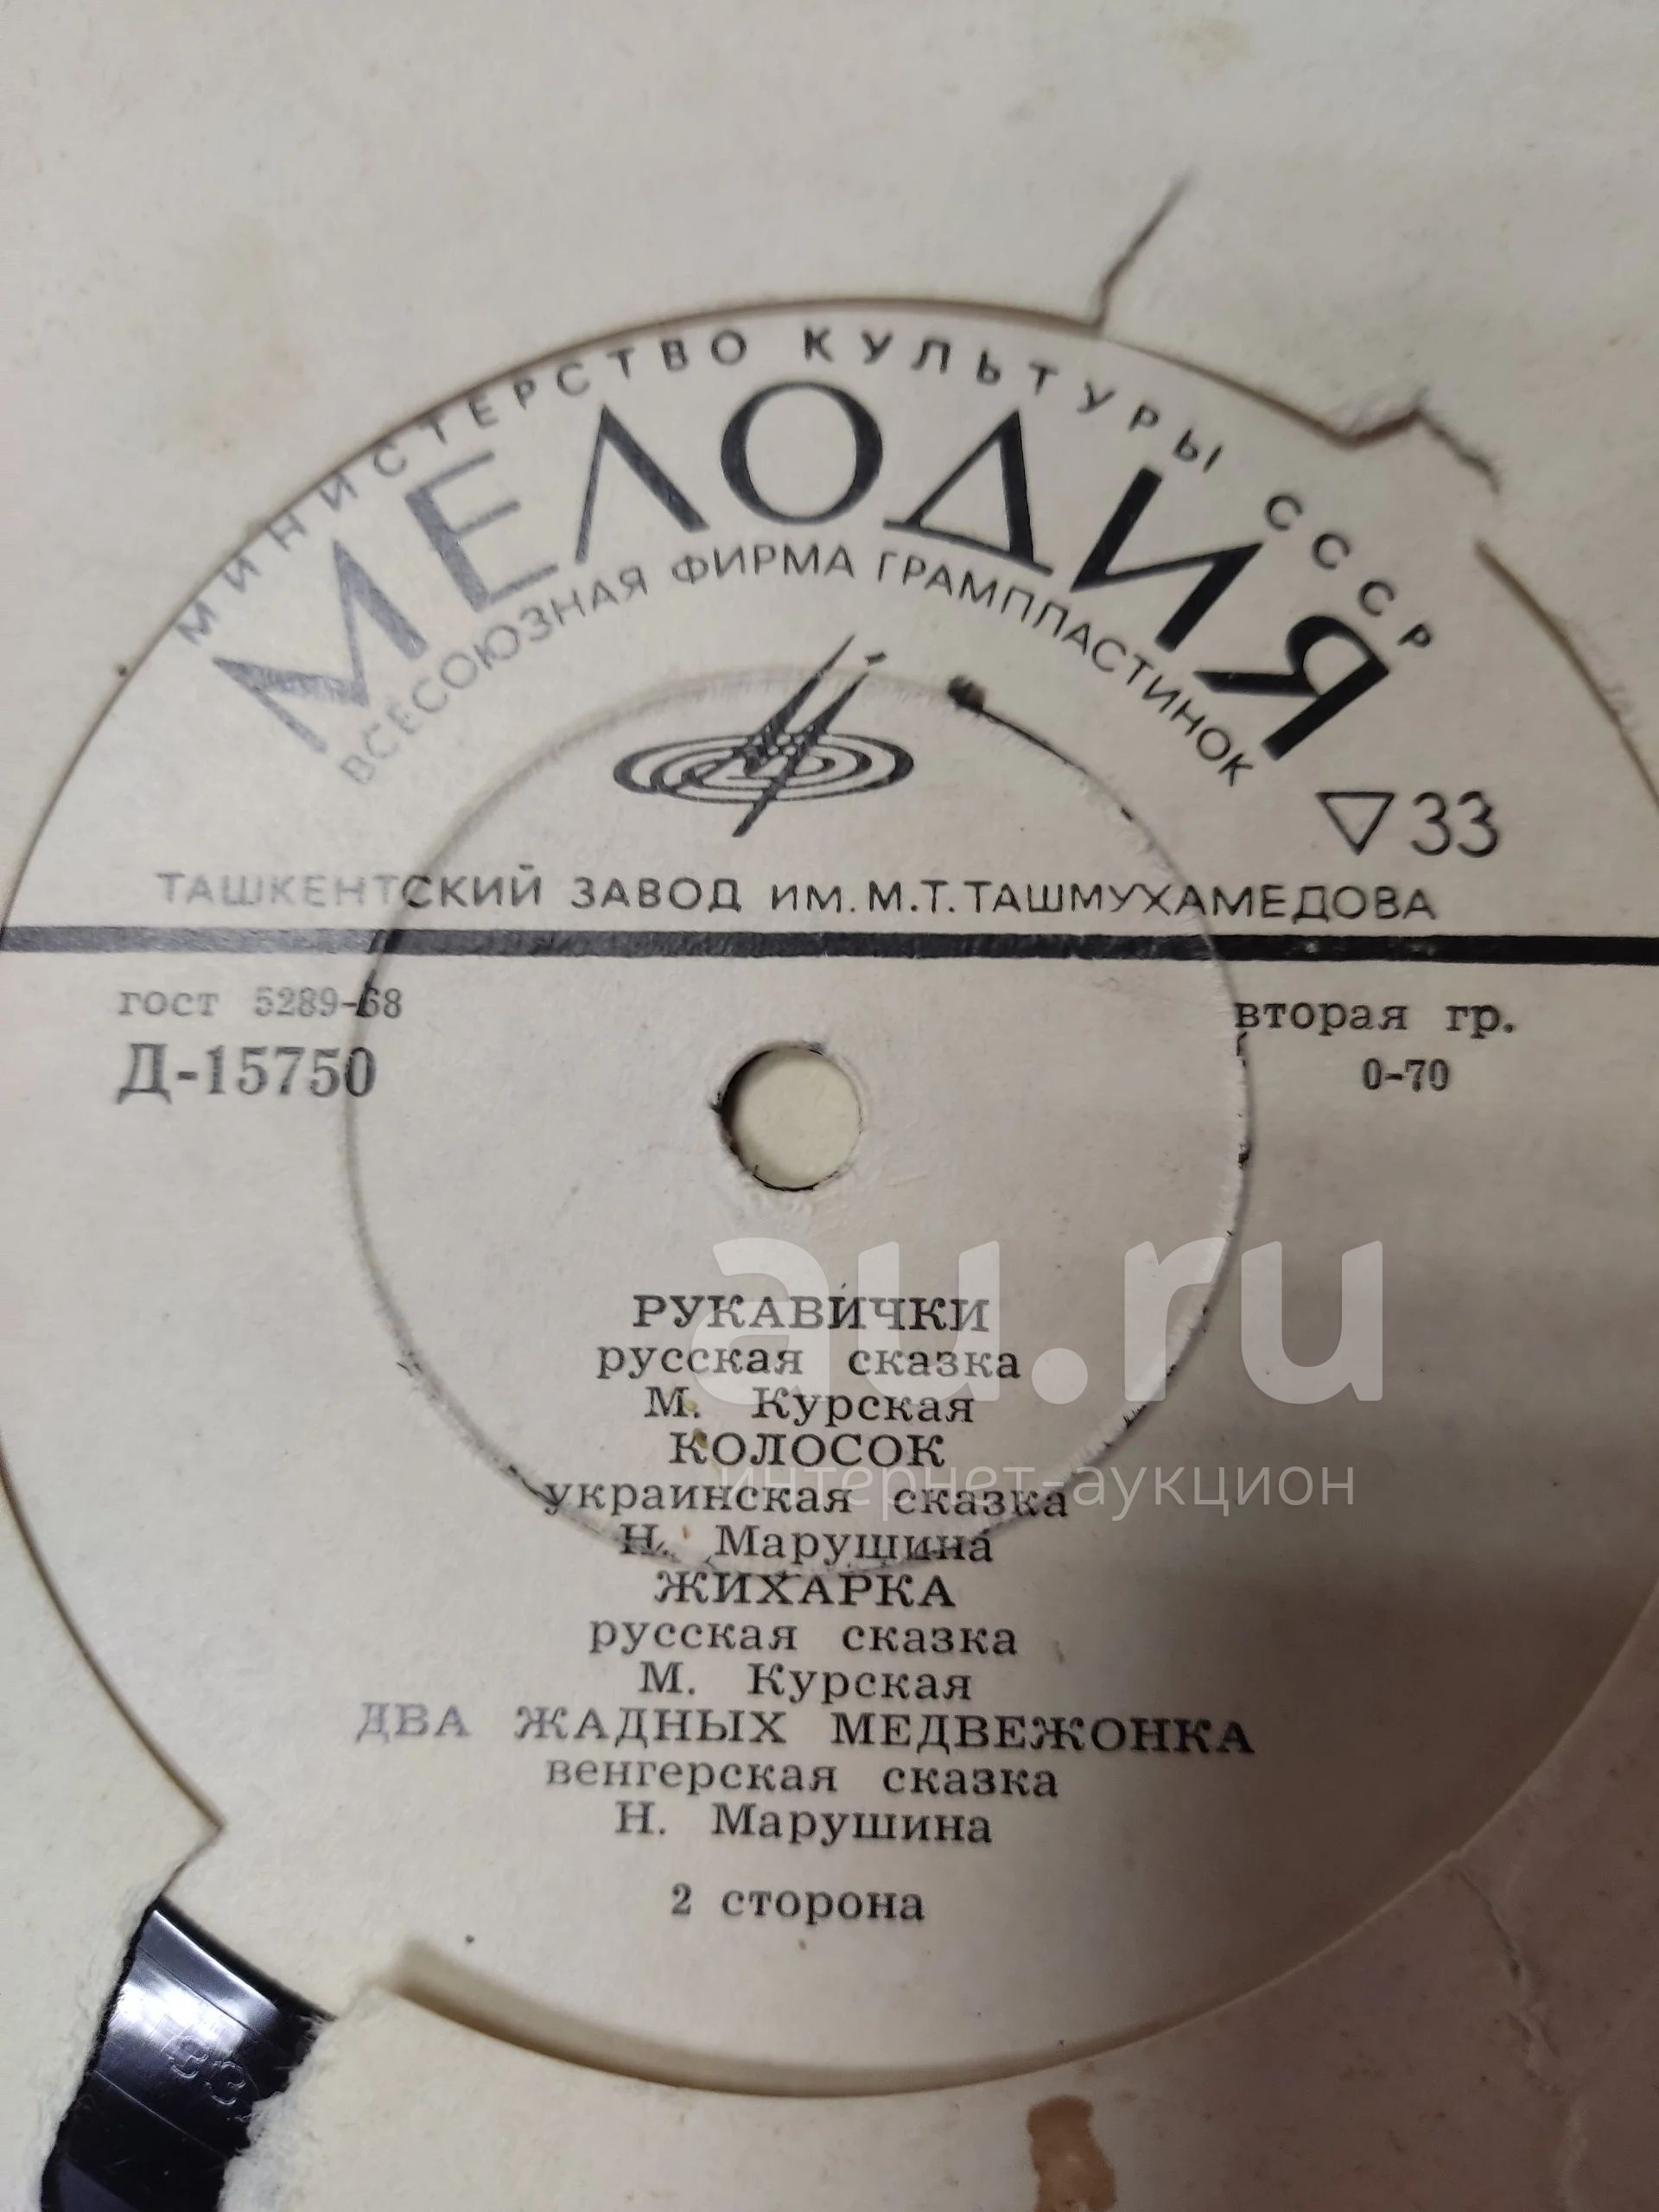 МИНИСТЕРСТВО КУЛЬТУРЫ СССР
МЕЛОДИЯ
ВСЕСОЮЗНАЯ ФИРМА ГРАМПЛАСТИНОК
▽33
ТАШКЕНТСКИЙ ЗАВОД ИМ. М.Т. ТАШМУХАМЕДОВА
гост 5289-68
вторая гр.
Д-15750
0-70
РУКАВИЧКИ
русская сказка
М. Курская
КОЛОСОК
украинская сказка
Н. Марушина
ЖИХАРКА
русская сказка
М. Курская
ДВА ЖАДНЫХ МЕДВЕЖОНКА
венгерская сказка
Н. Марушина
2 сторона
au.ru
интернет-аукцион